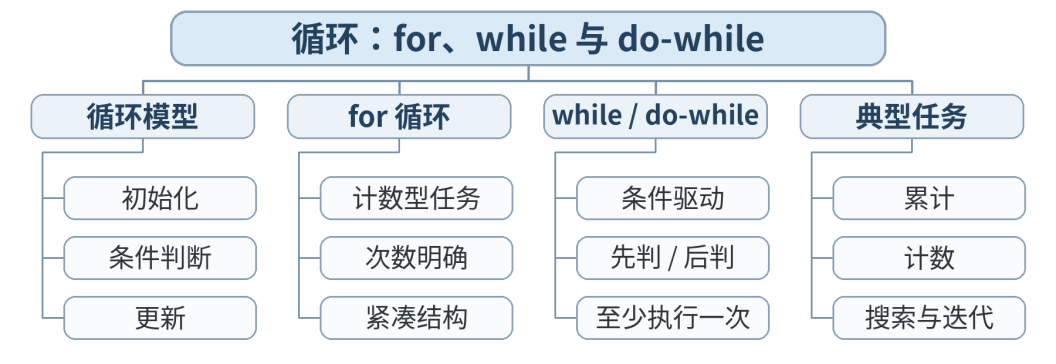 循环：for、while 与 do-while
循环模型
初始化
条件判断
更新
for 循环
计数型任务
次数明确
紧凑结构
while / do-while
条件驱动
先判 / 后判
至少执行一次
典型任务
累计
计数
搜索与迭代